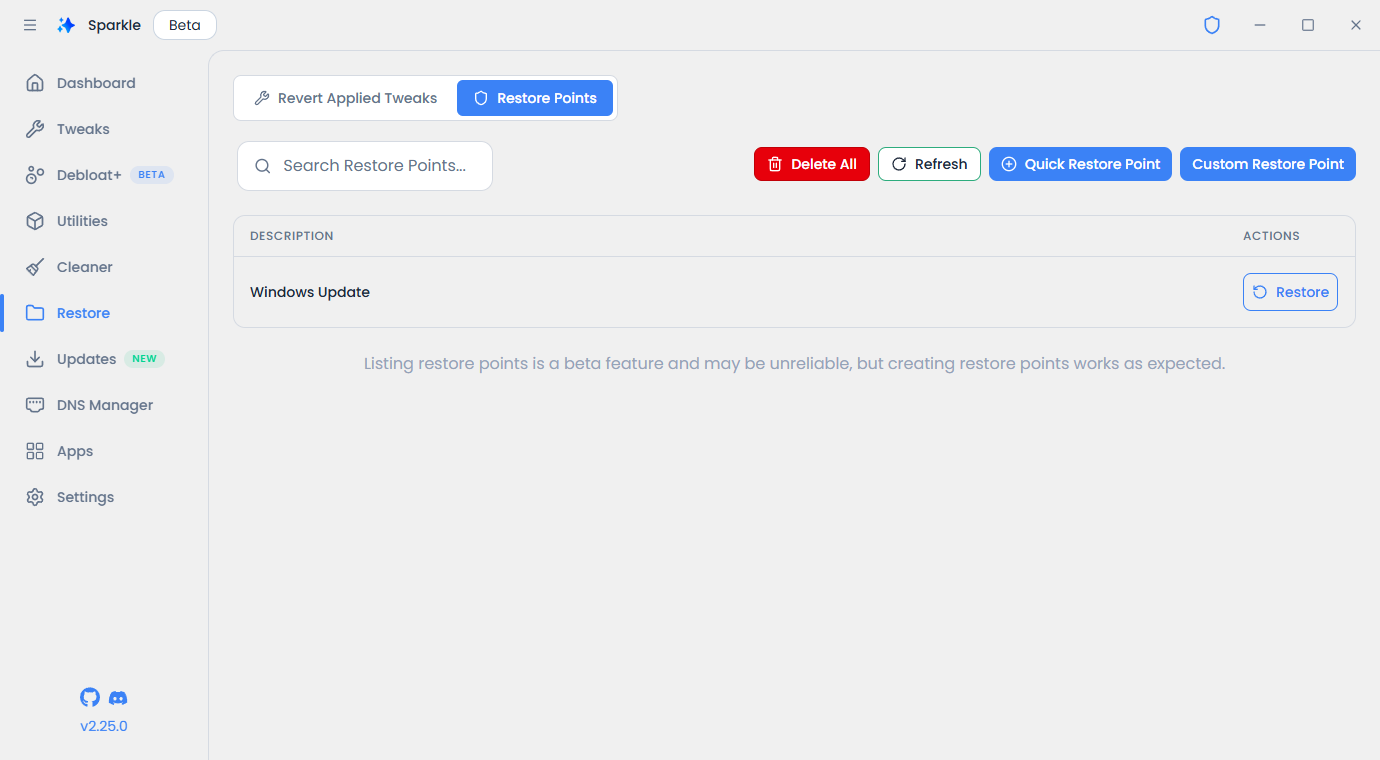 Sparkle Beta
Dashboard
Tweaks
Debloat+ BETA
Utilities
Cleaner
Restore
Updates NEW
DNS Manager
Apps
Settings
v2.25.0
Revert Applied Tweaks Restore Points
Search Restore Points... Delete All Refresh Quick Restore Point Custom Restore Point
DESCRIPTION ACTIONS
Windows Update Restore
Listing restore points is a beta feature and may be unreliable, but creating restore points works as expected.